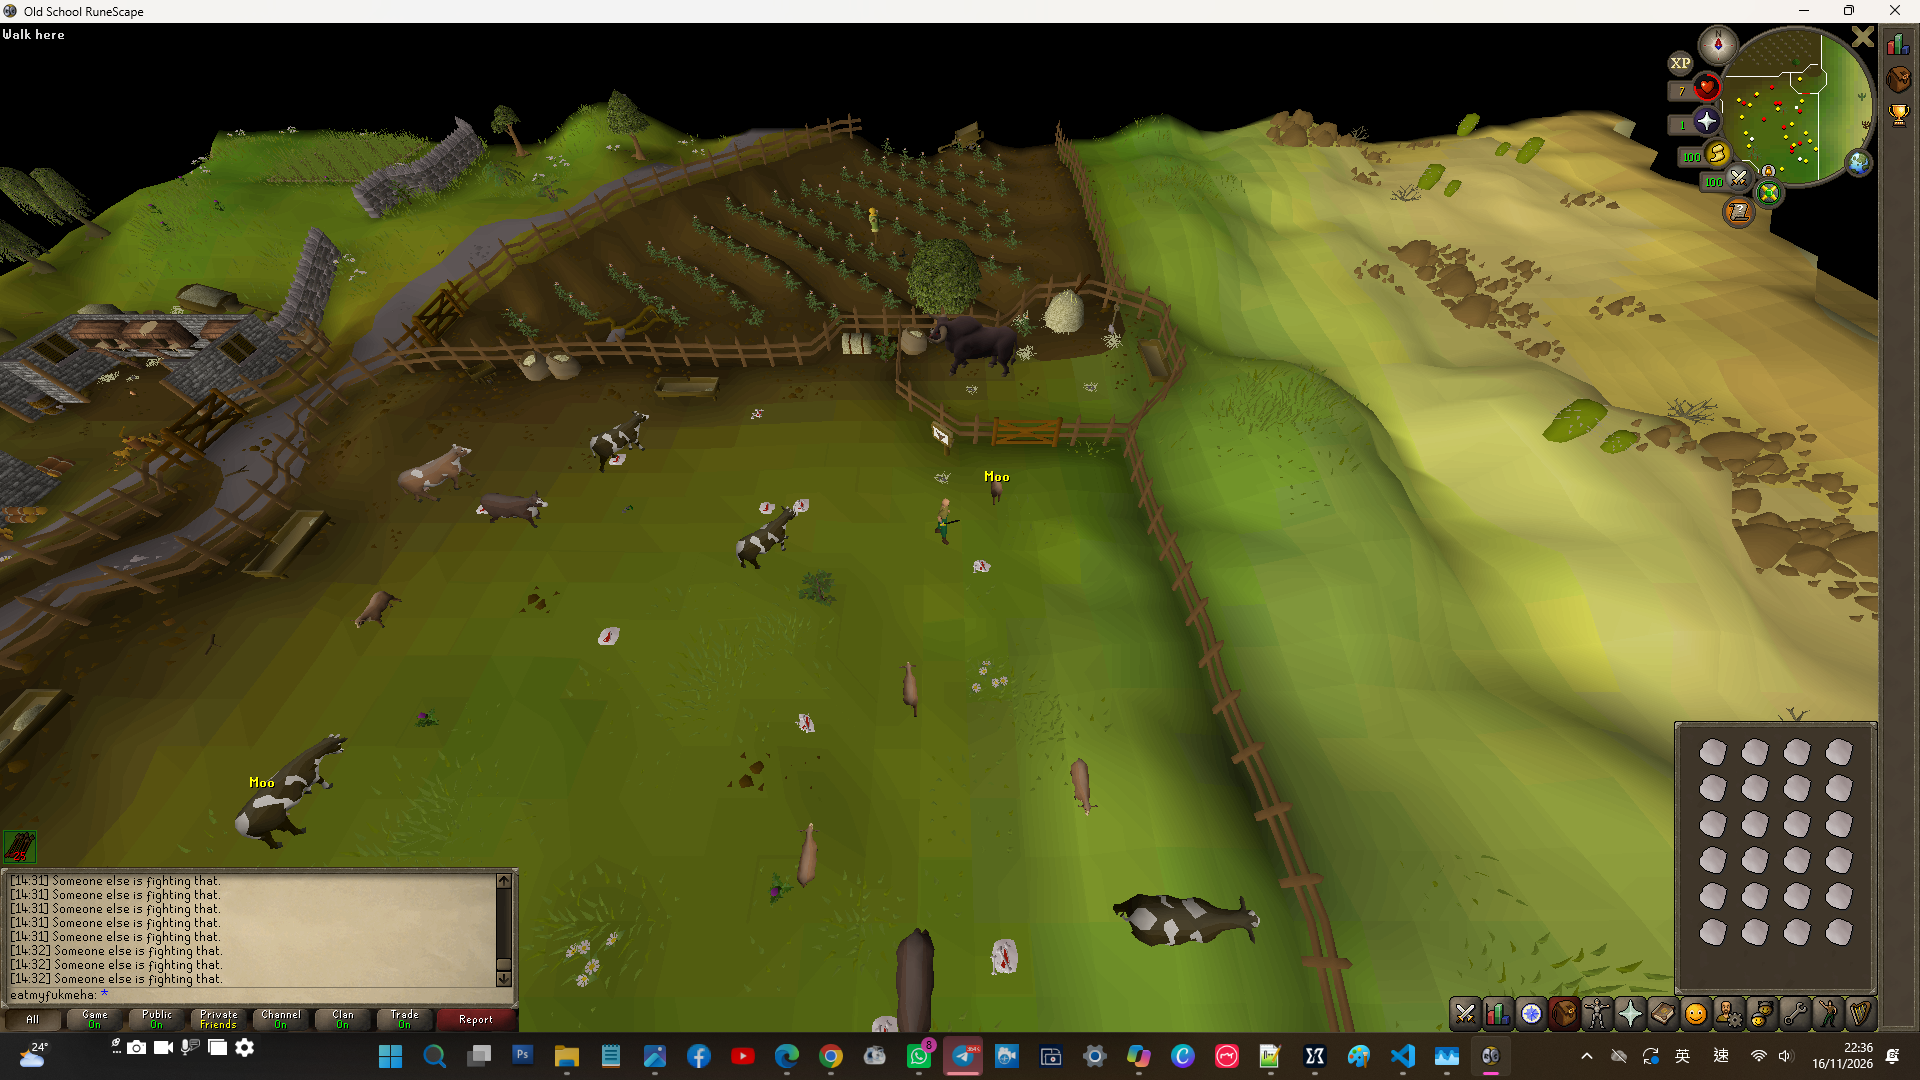 Old School RuneScape
Walk here
N
XP
7
1
100
100
Moo
Moo
25
[14:31] Someone else is fighting that.
[14:31] Someone else is fighting that.
[14:31] Someone else is fighting that.
[14:31] Someone else is fighting that.
[14:31] Someone else is fighting that.
[14:32] Someone else is fighting that.
[14:32] Someone else is fighting that.
[14:32] Someone else is fighting that.
eatmyfukmeha: *
All
Game
On
Public
On
Private
Friends
Channel
On
Clan
On
Trade
On
Report
24°
Ps
8
英
速
22:36
16/11/2026